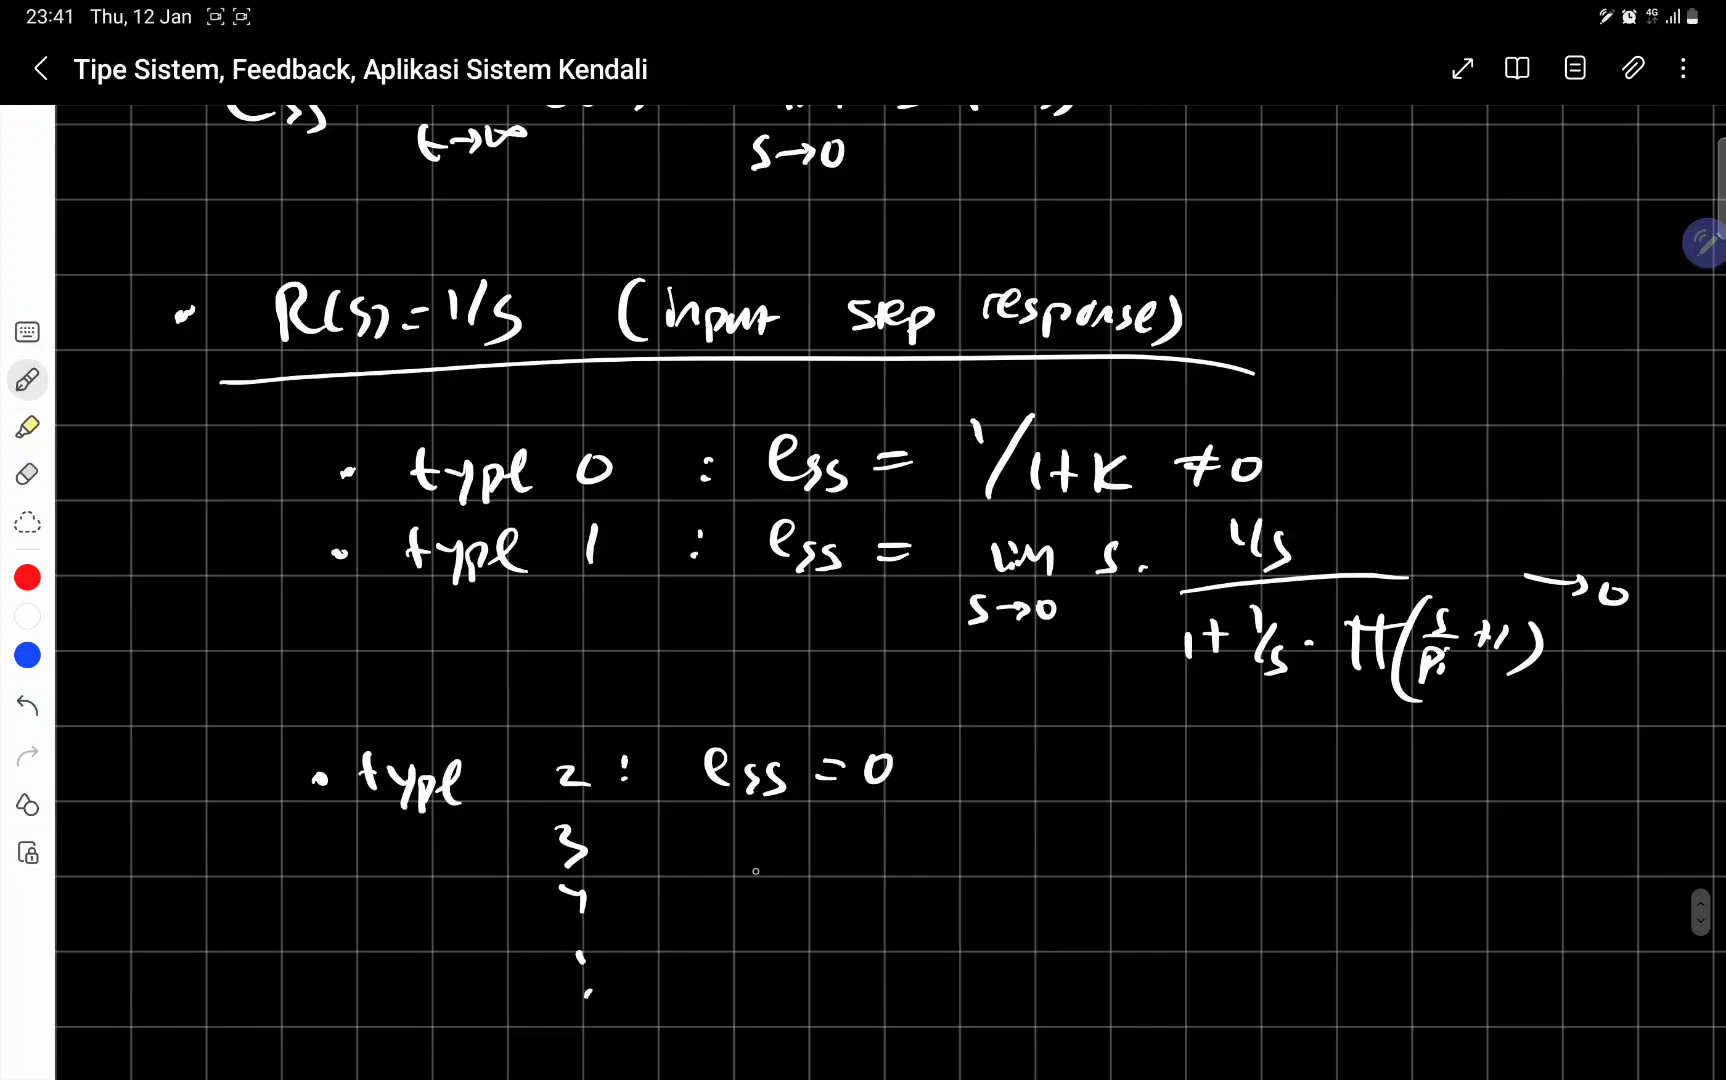 23:41 Thu, 12 Jan 4G
Tipe Sistem, Feedback, Aplikasi Sistem Kendali
ess t→∞ s→0
• R(s)=1/s (input step response)
• type 0 : ess = 1/1+K ≠0
• type 1 : ess = lim s→0 s. 1/s / 1+ 1/s . π(s/pi +1) →0
• type 2 : ess = 0
3
4
.
.